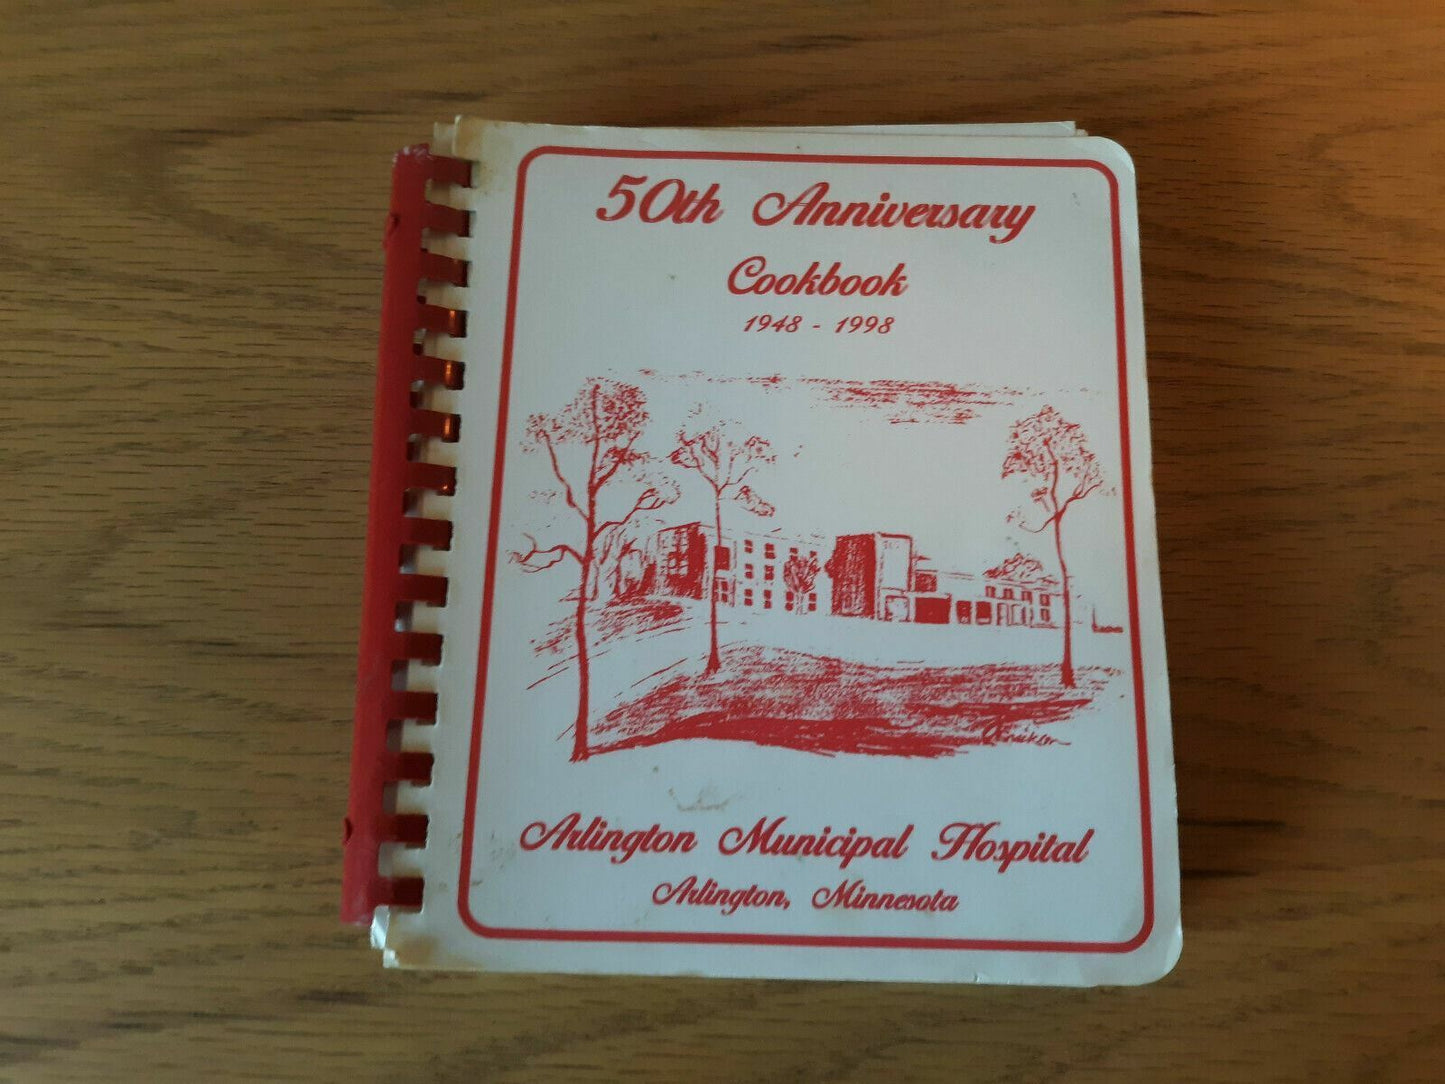 50th Anniversary
Cookbook
1948 - 1998
Arlington Municipal Hospital
Arlington, Minnesota